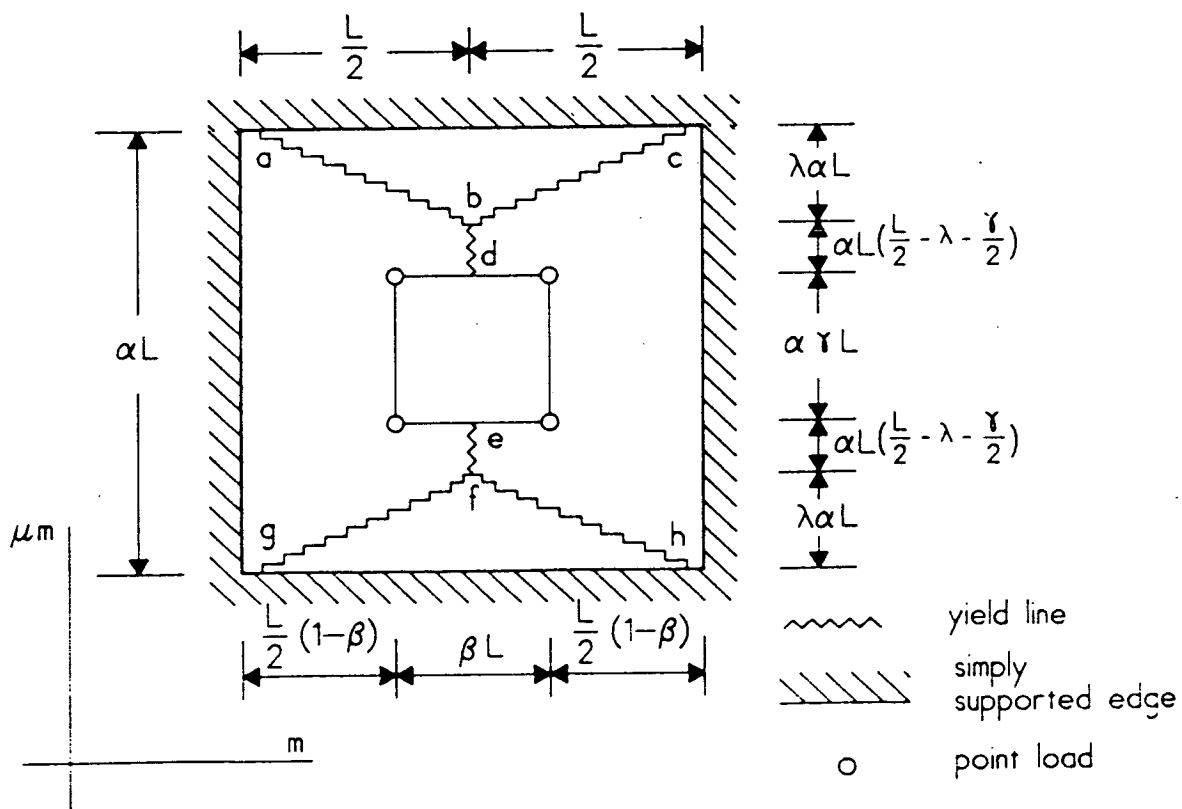 L/2 L/2
a c
λαL
b
αL(L/2 - λ - γ/2)
d
αL
αγL
e
αL(L/2 - λ - γ/2)
f
λαL
g h
μm
L/2 (1-β) βL L/2 (1-β)
m
yield line
simply
supported edge
point load